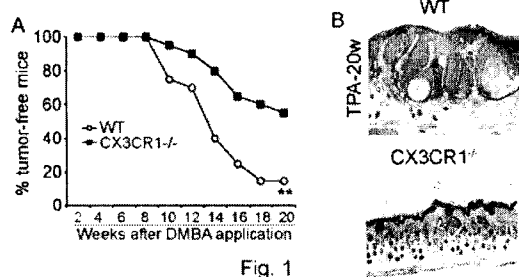 A
% tumor-free mice
100
80
60
40
20
0
WT
CX3CR1-/-
**
2 4 6 8 10 12 14 16 18 20
Weeks after DMBA application
Fig. 1
B
WT
TPA-20w
CX3CR1-/-